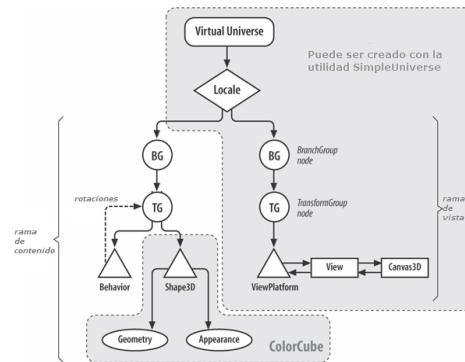 Virtual Universe
Puede ser creado con la
utilidad SimpleUniverse
Locale
BG
BG
BranchGroup
node
rotaciones
TG
TG
TransformGroup
node
rama
de
contenido
rama
de
vista
Behavior
Shape3D
ViewPlatform
View
Canvas3D
Geometry
Appearance
ColorCube